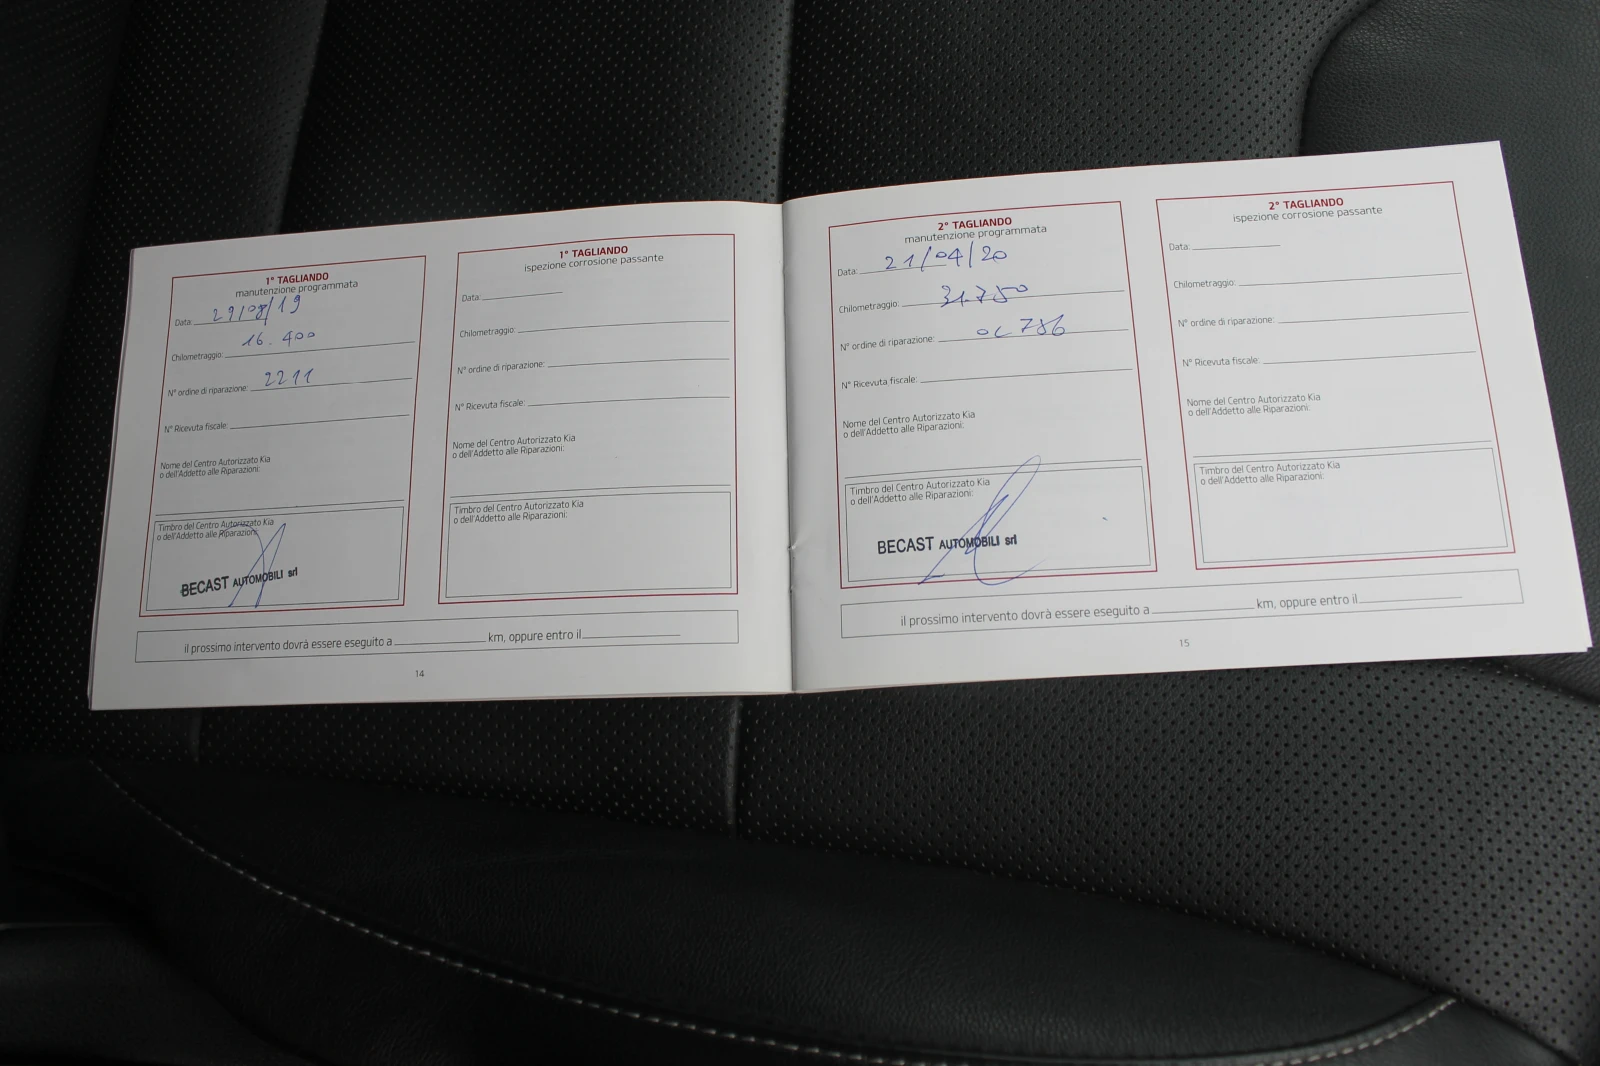 1° TAGLIANDO
manutenzione programmata
Data: 29/08/19
Chilometraggio: 16.400
N° ordine di riparazione: 2211
N° Ricevuta fiscale:
Nome del Centro Autorizzato Kia
o dell'Addetto alle Riparazioni:
Timbro del Centro Autorizzato Kia
o dell'Addetto alle Riparazioni:
BECAST AUTOMOBILI srl
1° TAGLIANDO
ispezione corrosione passante
Data:
Chilometraggio:
N° ordine di riparazione:
N° Ricevuta fiscale:
Nome del Centro Autorizzato Kia
o dell'Addetto alle Riparazioni:
Timbro del Centro Autorizzato Kia
o dell'Addetto alle Riparazioni:
il prossimo intervento dovrà essere eseguito a km, oppure entro il
14
2° TAGLIANDO
manutenzione programmata
Data: 21/04/20
Chilometraggio: 31.750
N° ordine di riparazione: 786
N° Ricevuta fiscale:
Nome del Centro Autorizzato Kia
o dell'Addetto alle Riparazioni:
Timbro del Centro Autorizzato Kia
o dell'Addetto alle Riparazioni:
BECAST AUTOMOBILI srl
2° TAGLIANDO
ispezione corrosione passante
Data:
Chilometraggio:
N° ordine di riparazione:
N° Ricevuta fiscale:
Nome del Centro Autorizzato Kia
o dell'Addetto alle Riparazioni:
Timbro del Centro Autorizzato Kia
o dell'Addetto alle Riparazioni:
il prossimo intervento dovrà essere eseguito a km, oppure entro il
15